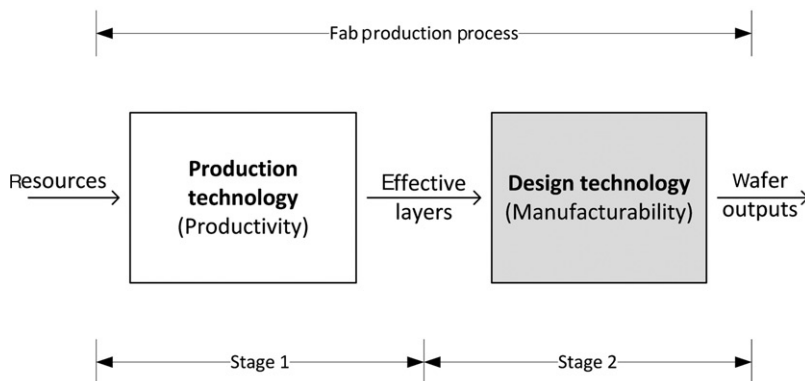 Fab production process
Resources
Production
technology
(Productivity)
Effective
layers
Design technology
(Manufacturability)
Wafer
outputs
Stage 1
Stage 2